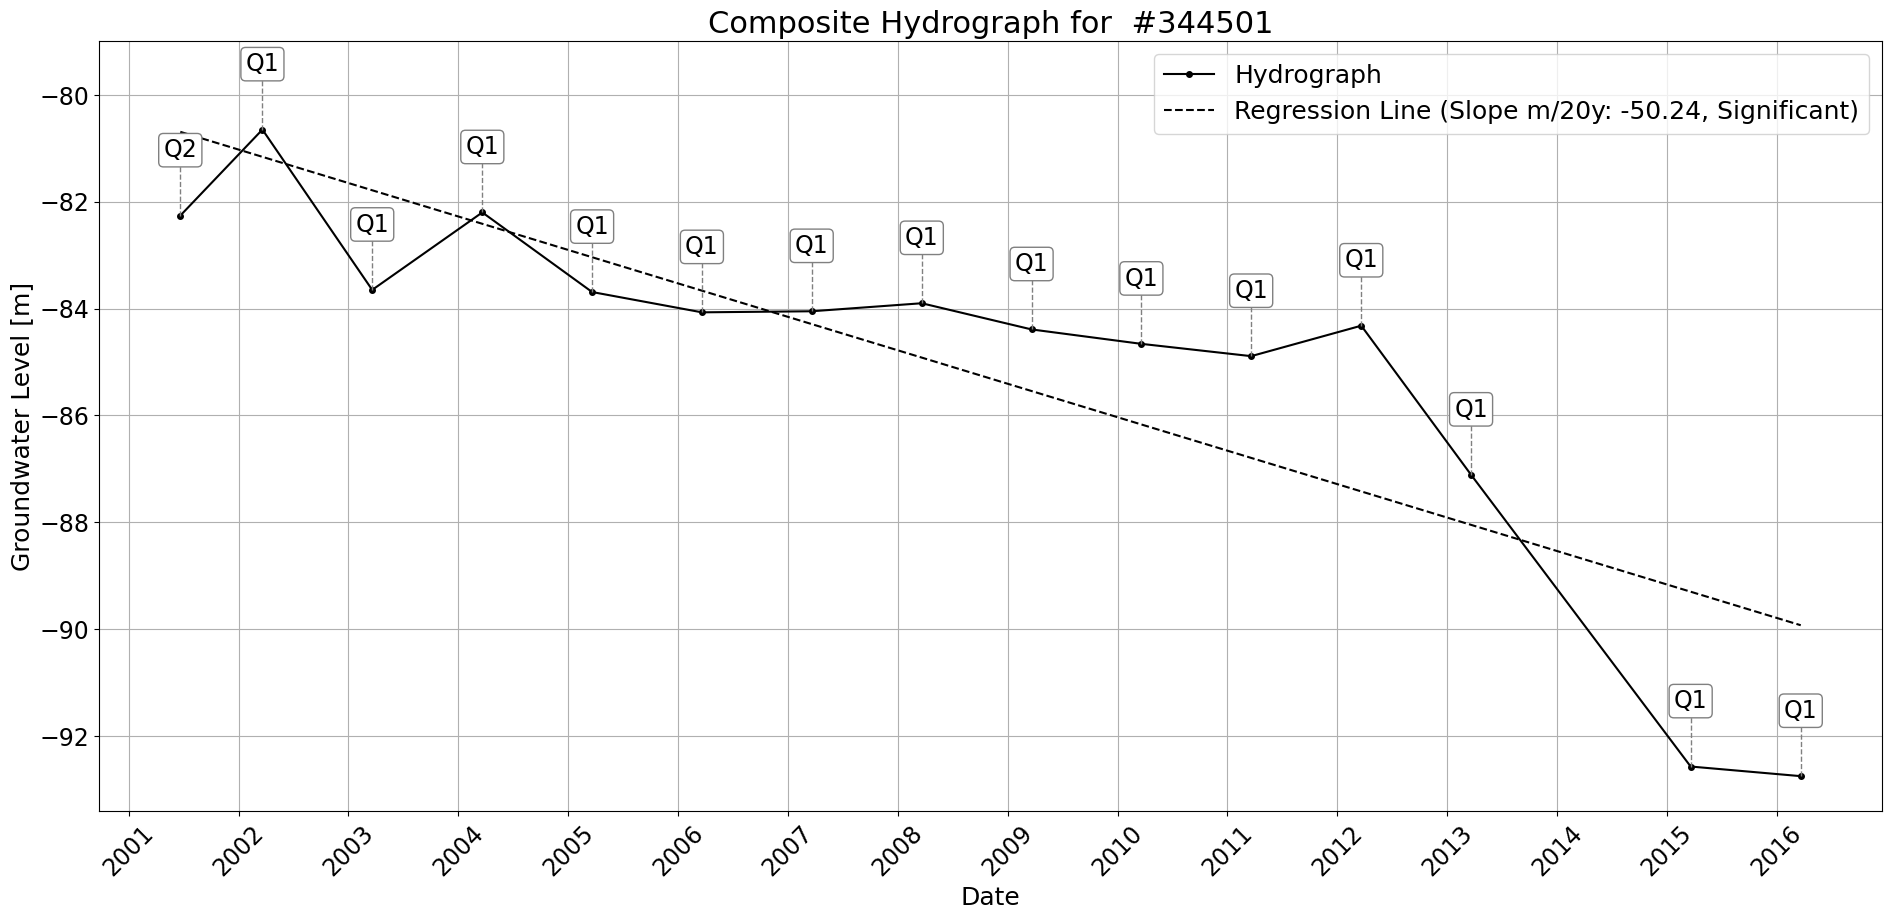 Composite Hydrograph for  #344501
Hydrograph
Regression Line (Slope m/20y: -50.24, Significant)
Groundwater Level [m]
−80
−82
−84
−86
−88
−90
−92
Q2
Q1
Q1
Q1
Q1
Q1
Q1
Q1
Q1
Q1
Q1
Q1
Q1
Q1
Q1
2001
2002
2003
2004
2005
2006
2007
2008
2009
2010
2011
2012
2013
2014
2015
2016
Date